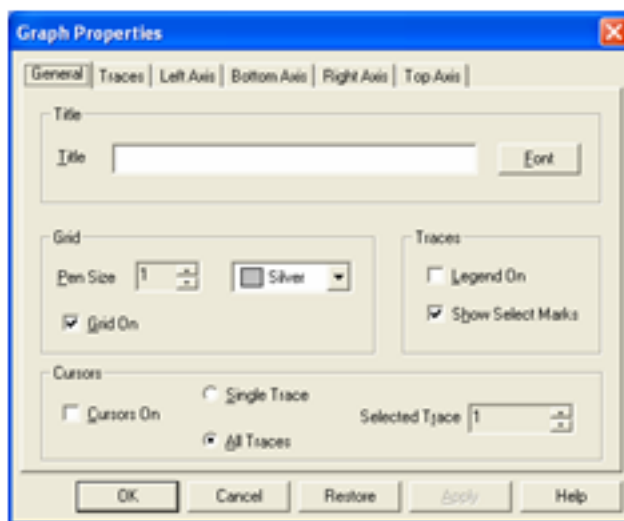 Graph Properties
General Traces Left Axis Bottom Axis Right Axis Top Axis
Title
Title Font
Grid
Pen Size 1 Silver
Grid On
Traces
Legend On
Show Select Marks
Cursors
Cursors On
Single Trace
All Traces
Selected Trace 1
OK Cancel Restore Apply Help